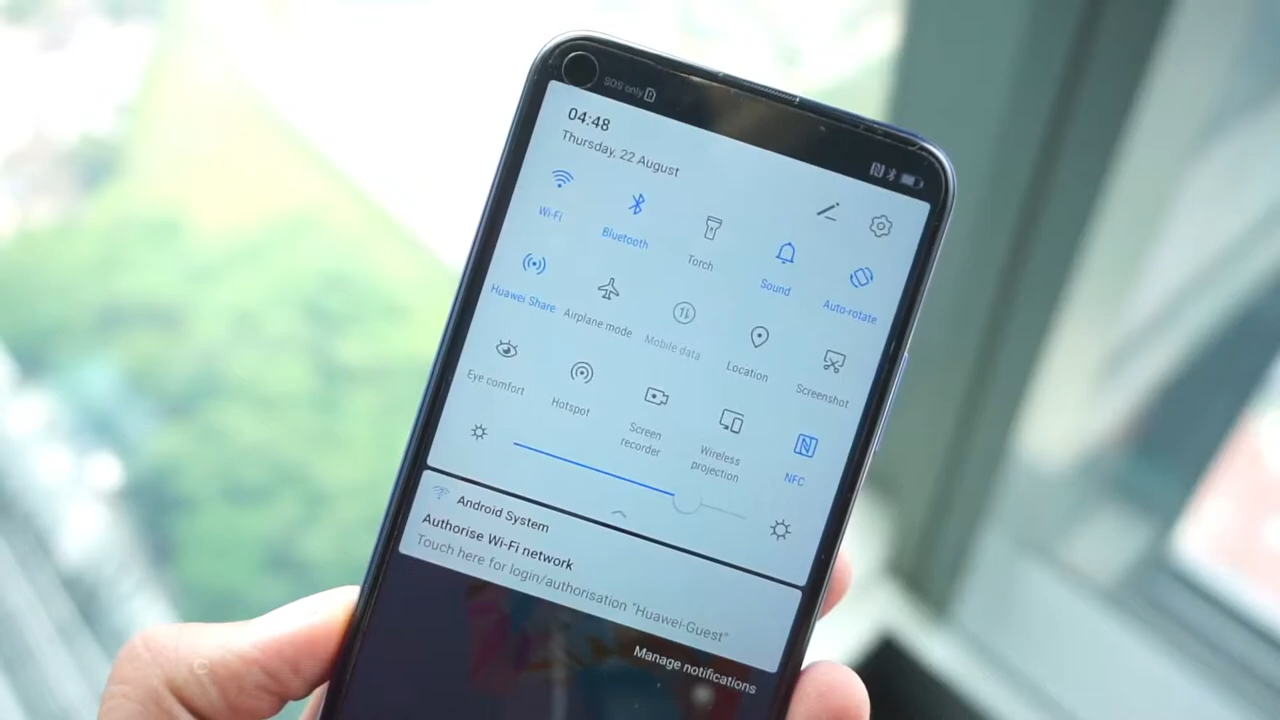 SOS only
04:48
Thursday, 22 August
Wi-Fi
Bluetooth
Torch
Sound
Auto-rotate
Huawei Share
Airplane mode
Mobile data
Location
Screenshot
Eye comfort
Hotspot
Screen
recorder
Wireless
projection
NFC
Android System
Authorise Wi-Fi network
Touch here for login/authorisation "Huawei-Guest"
Manage notifications